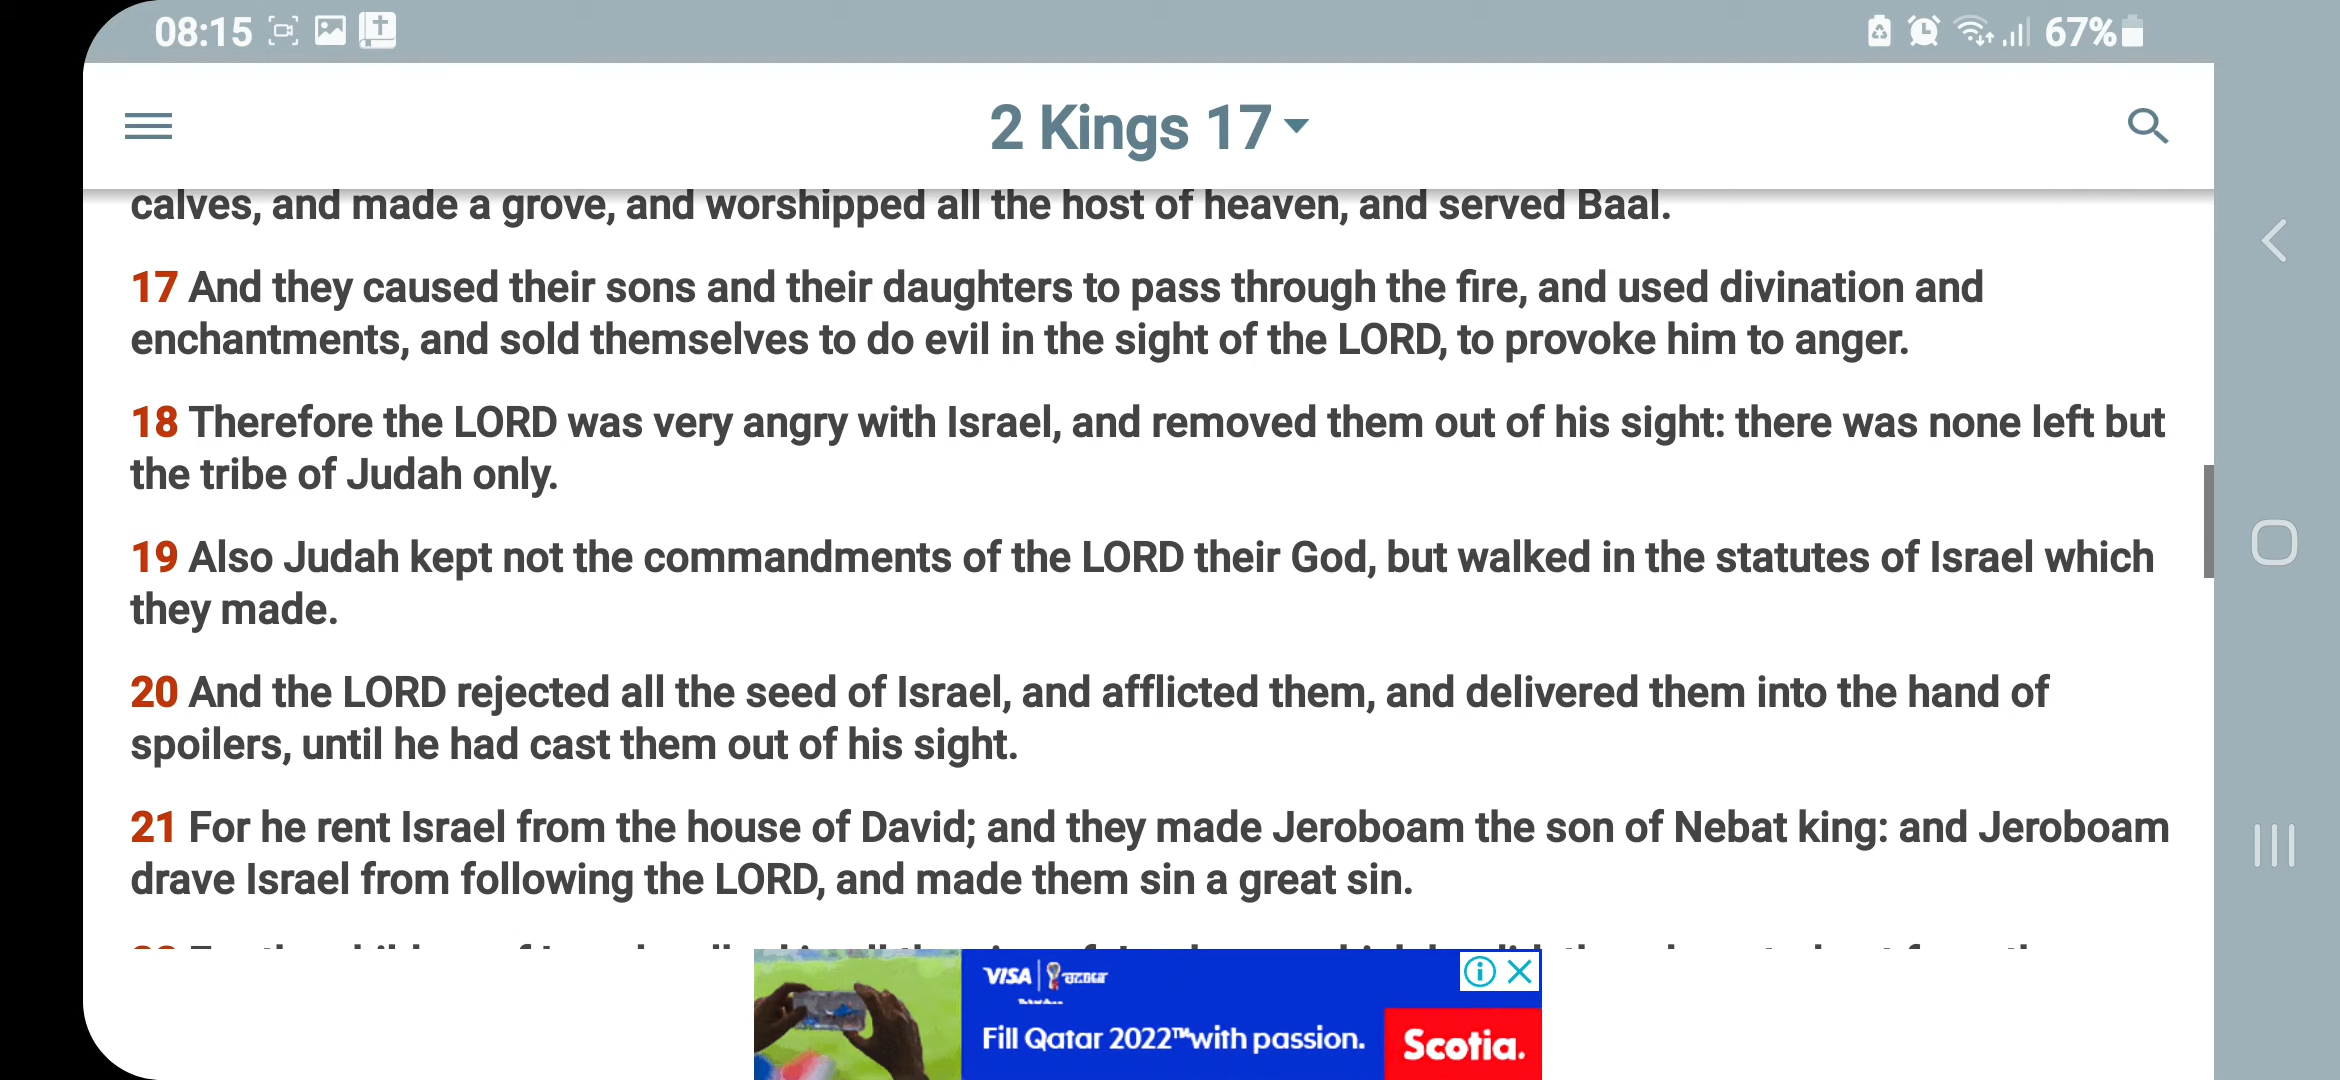 08:15
67%
2 Kings 17
calves, and made a grove, and worshipped all the host of heaven, and served Baal.
17 And they caused their sons and their daughters to pass through the fire, and used divination and
enchantments, and sold themselves to do evil in the sight of the LORD, to provoke him to anger.
18 Therefore the LORD was very angry with Israel, and removed them out of his sight: there was none left but
the tribe of Judah only.
19 Also Judah kept not the commandments of the LORD their God, but walked in the statutes of Israel which
they made.
20 And the LORD rejected all the seed of Israel, and afflicted them, and delivered them into the hand of
spoilers, until he had cast them out of his sight.
21 For he rent Israel from the house of David; and they made Jeroboam the son of Nebat king: and Jeroboam
drave Israel from following the LORD, and made them sin a great sin.
VISA
Fill Qatar 2022™with passion.
Scotia.